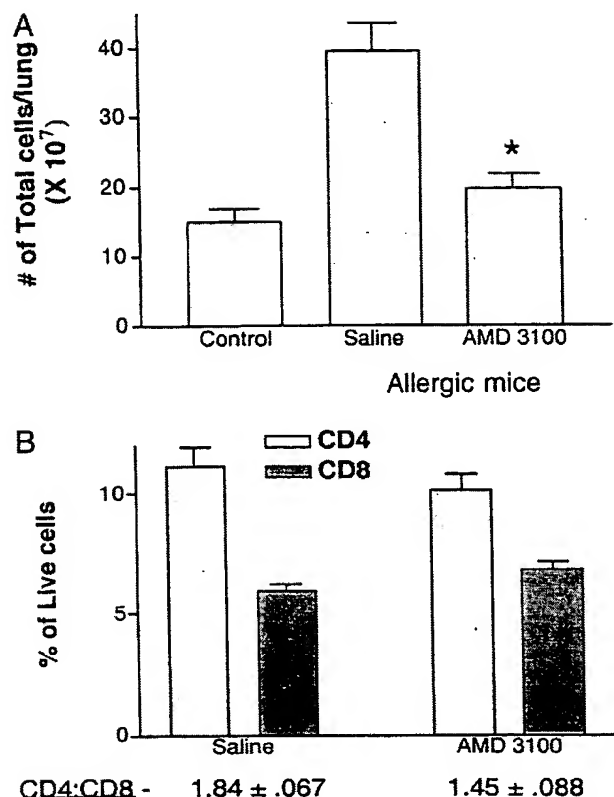 A
# of Total cells/lung
(X 10⁷)
40
30
20
10
0
*
Control
Saline
AMD 3100
Allergic mice
B
CD4
CD8
% of Live cells
10
5
0
Saline
AMD 3100
CD4:CD8 - 1.84 ± .067 1.45 ± .088